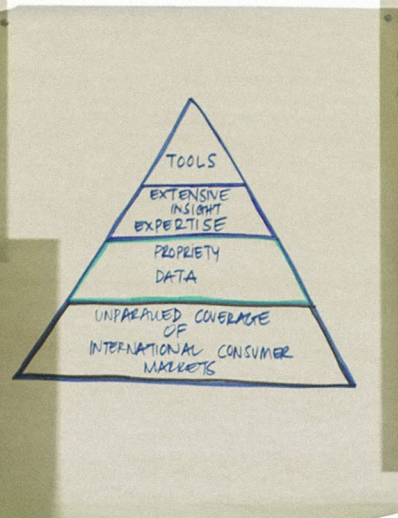 TOOLS
EXTENSIVE
INSIGHT
EXPERTISE
PROPRIETY
DATA
UNPARALLED COVERAGE
OF
INTERNATIONAL CONSUMER
MARKETS